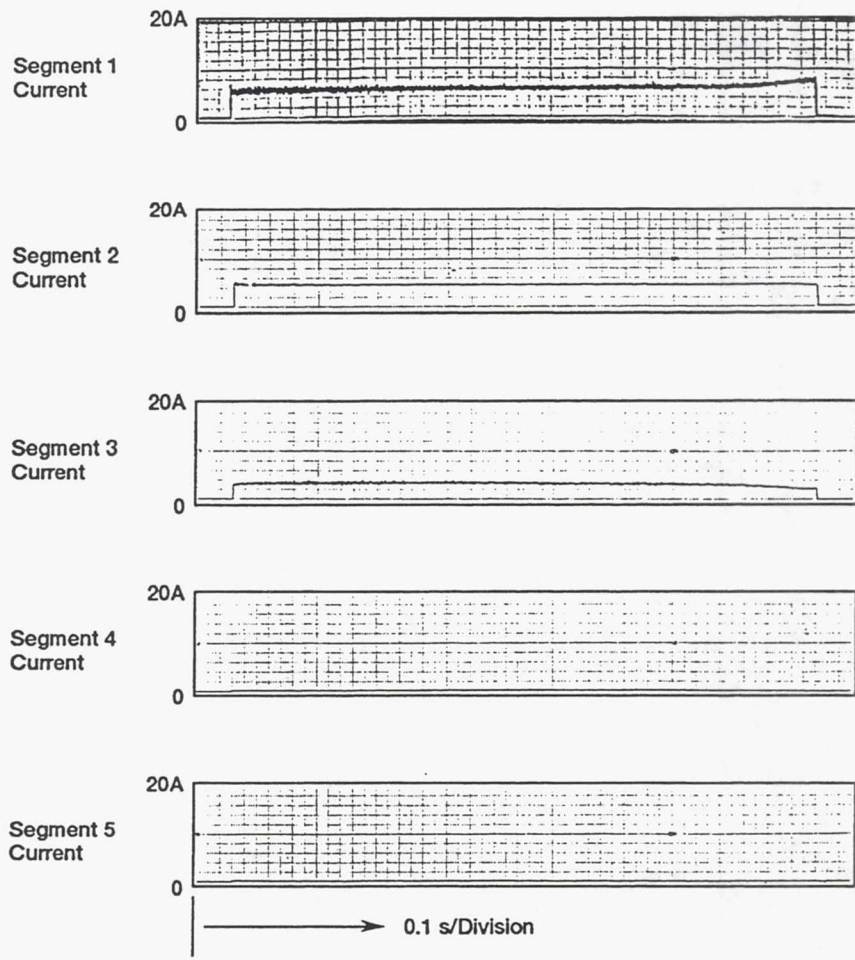 20A
Segment 1
Current
0
20A
Segment 2
Current
0
20A
Segment 3
Current
0
20A
Segment 4
Current
0
20A
Segment 5
Current
0
0.1 s/Division